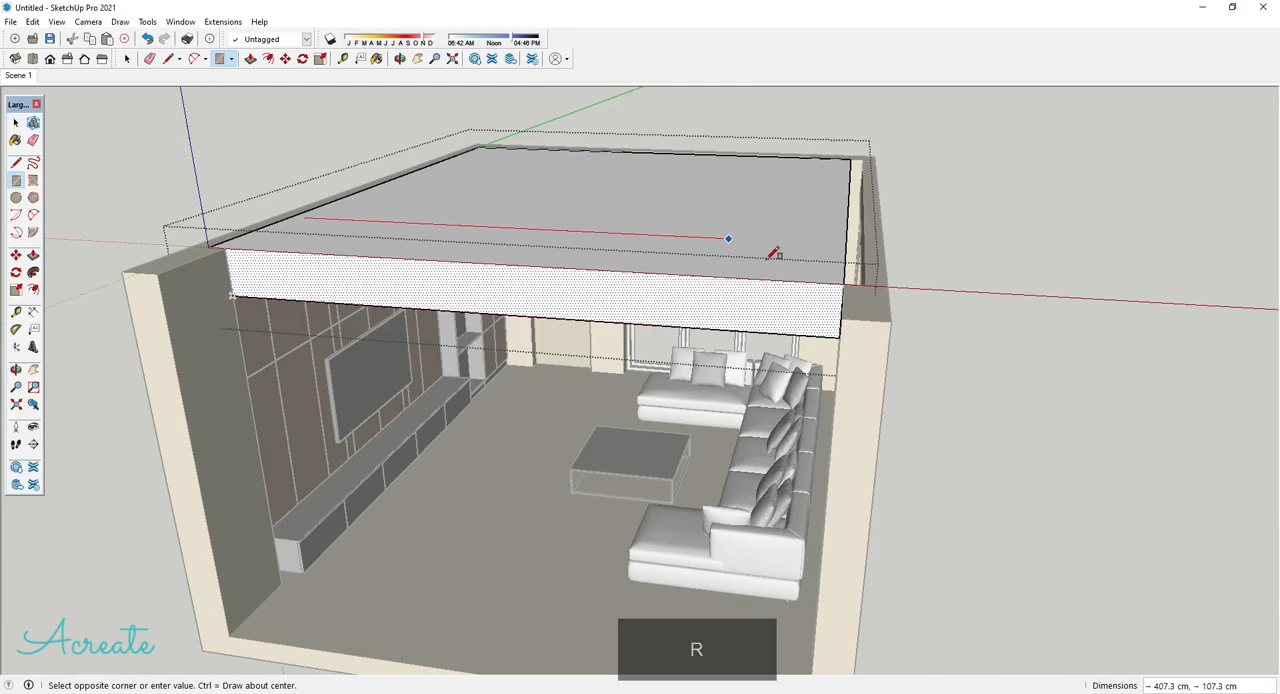 Untitled - SketchUp Pro 2021
File Edit View Camera Draw Tools Window Extensions Help
Untagged
J F M A M J J A S O N D
06:42 AM Noon 04:46 PM
Scene 1
Larg...
Acreate
R
Select opposite corner or enter value. Ctrl = Draw about center.
Dimensions ~ 407.3 cm, ~ 107.3 cm